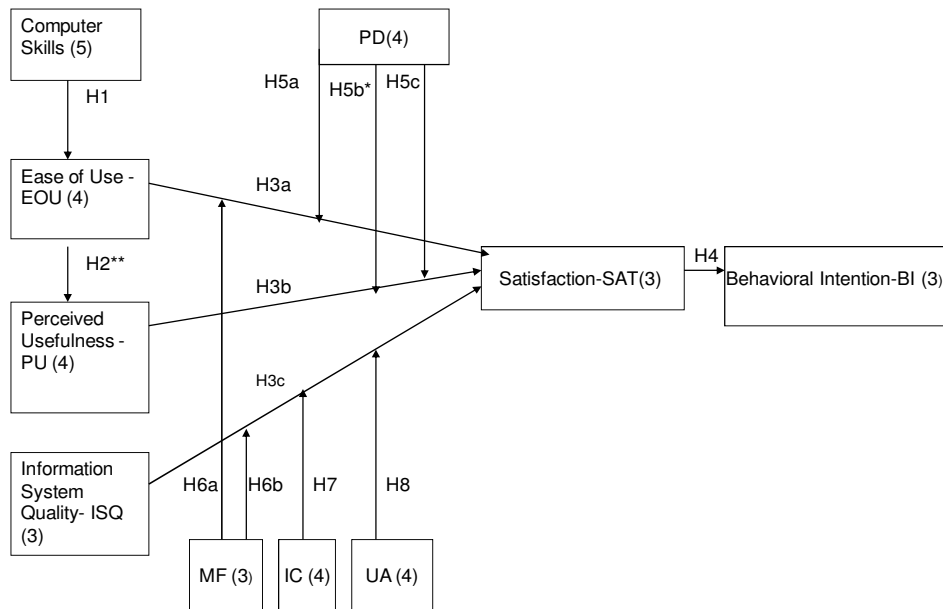 Computer
Skills (5)
PD(4)
H1
H5a
H5b*
H5c
Ease of Use -
EOU (4)
H3a
H2**
H3b
Satisfaction-SAT(3)
H4
Behavioral Intention-BI (3)
Perceived
Usefulness -
PU (4)
H3c
Information
System
Quality- ISQ
(3)
H6a
H6b
H7
H8
MF (3)
IC (4)
UA (4)